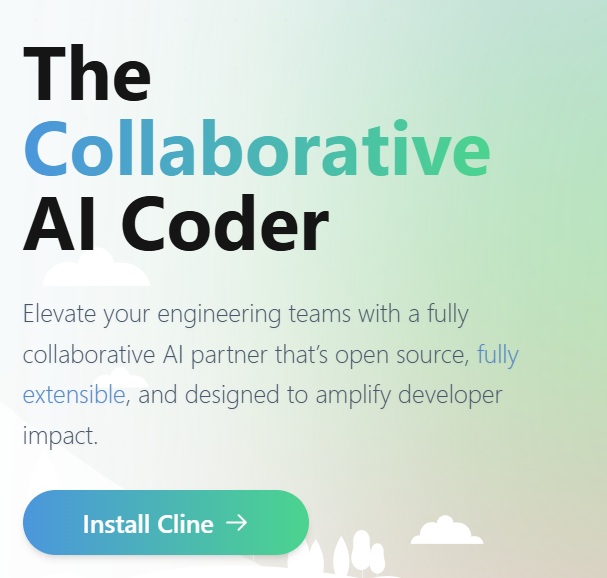 The
Collaborative
AI Coder
Elevate your engineering teams with a fully
collaborative AI partner that’s open source, fully
extensible, and designed to amplify developer
impact.
Install Cline →